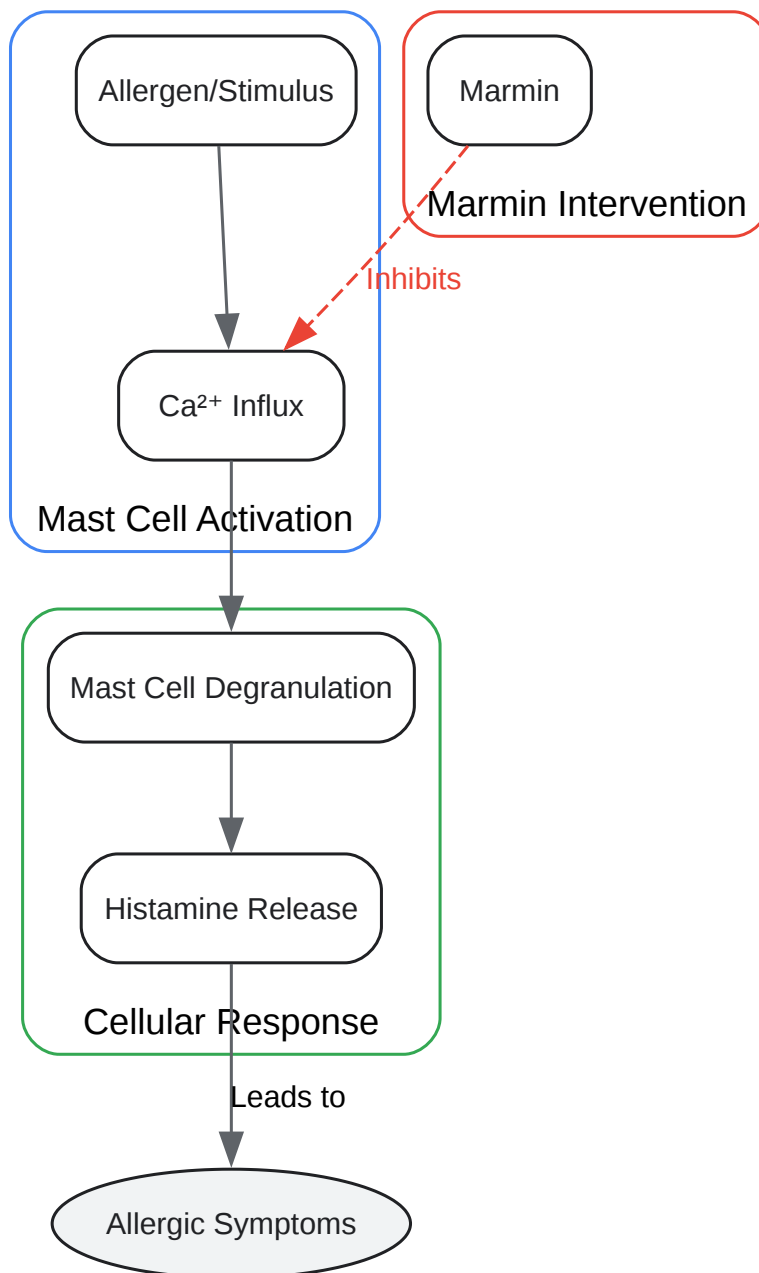 Allergen/Stimulus
Marmin
Marmin Intervention
Inhibits
Ca²⁺ Influx
Mast Cell Activation
Mast Cell Degranulation
Histamine Release
Cellular Response
Leads to
Allergic Symptoms